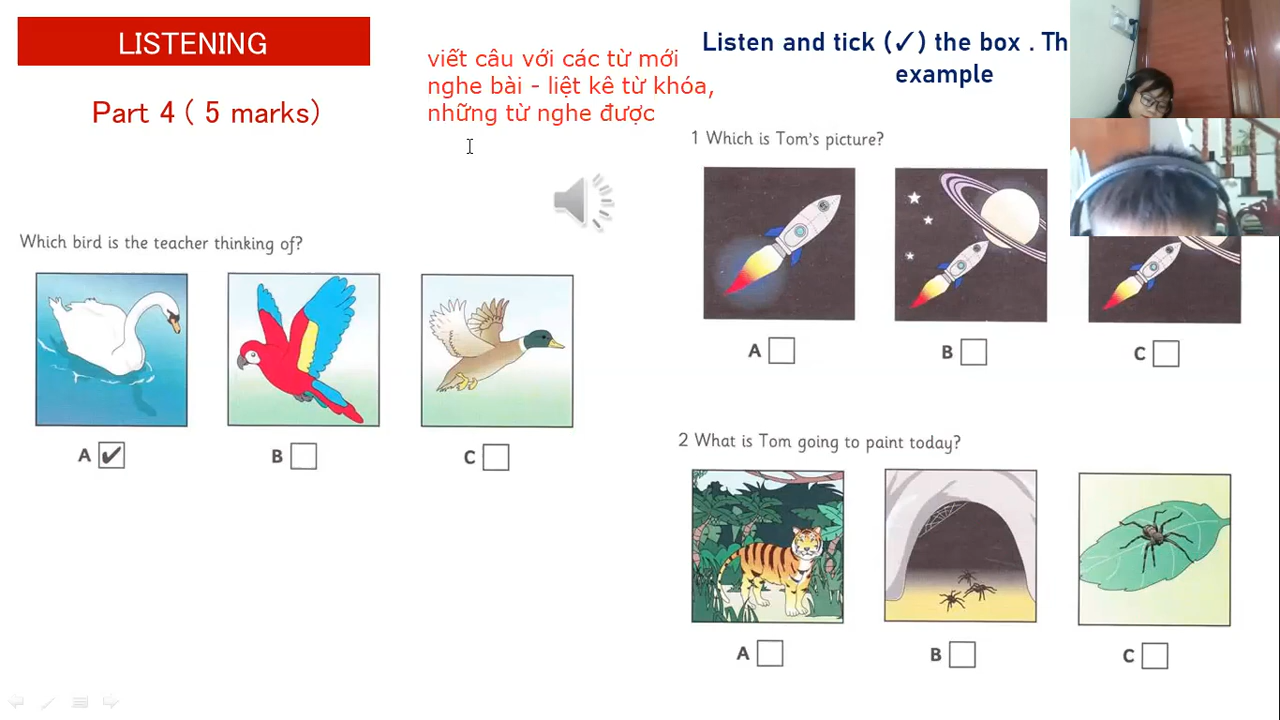 LISTENING
Part 4 ( 5 marks)
viết câu với các từ mới
nghe bài - liệt kê từ khóa,
những từ nghe được
Which bird is the teacher thinking of?
A ✔
B
C
Listen and tick (✓) the box . Th
example
1 Which is Tom's picture?
A
B
C
2 What is Tom going to paint today?
A
B
C